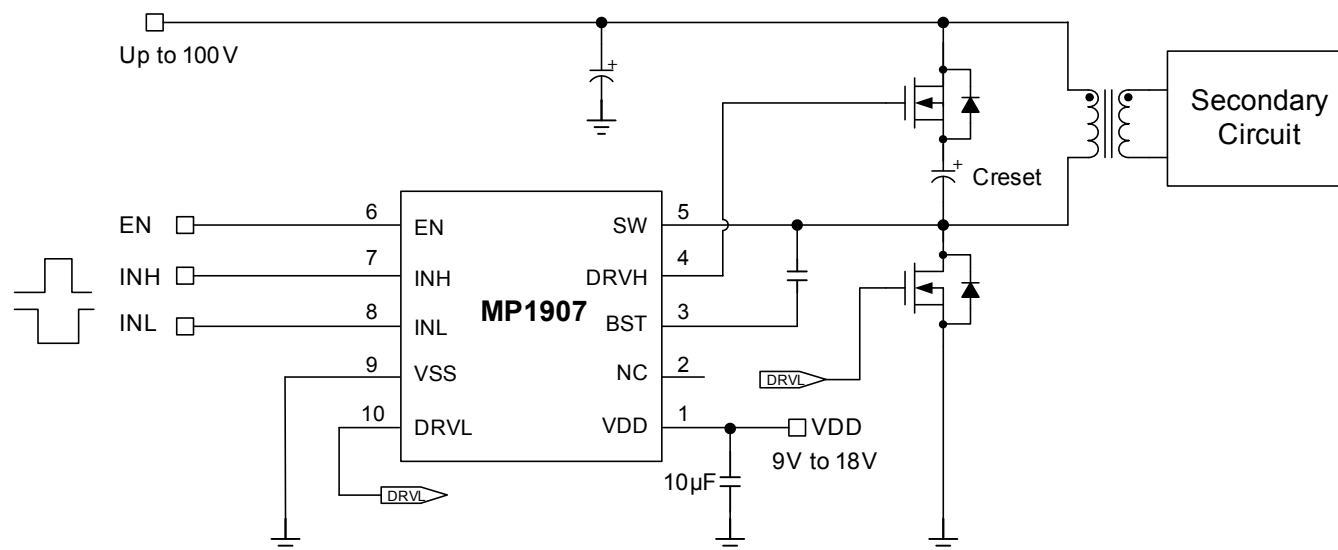 Up to 100V
Secondary
Circuit
Creset
+
+
EN
INH
INL
6
7
8
9
10
EN
INH
INL
VSS
DRVL
MP1907
SW
DRVH
BST
NC
VDD
5
4
3
2
1
DRVL
VDD
9V to 18V
10µF
DRVL